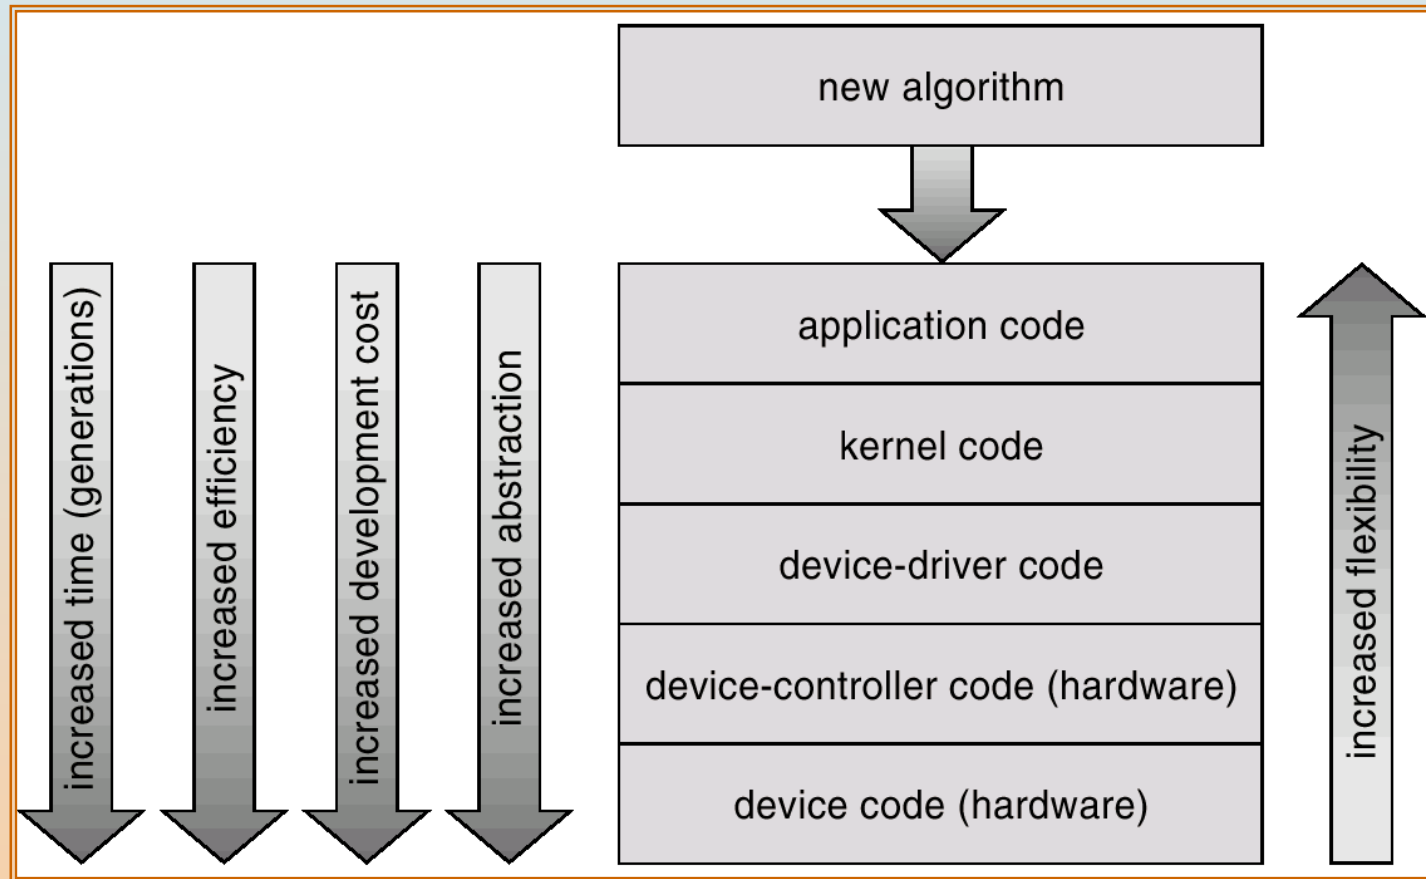 new algorithm
increased time (generations)
increased efficiency
increased development cost
increased abstraction
application code
kernel code
device-driver code
device-controller code (hardware)
device code (hardware)
increased flexibility